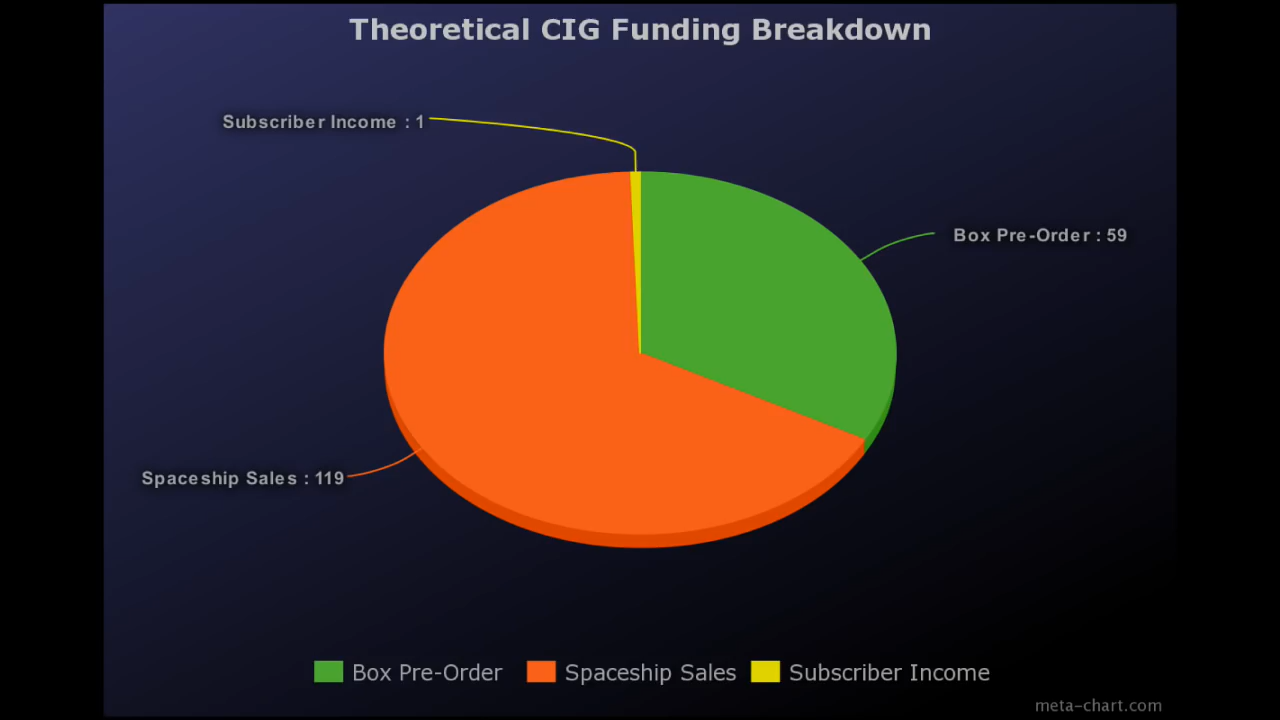 Theoretical CIG Funding Breakdown
Subscriber Income : 1
Box Pre-Order : 59
Spaceship Sales : 119
Box Pre-Order
Spaceship Sales
Subscriber Income
meta-chart.com